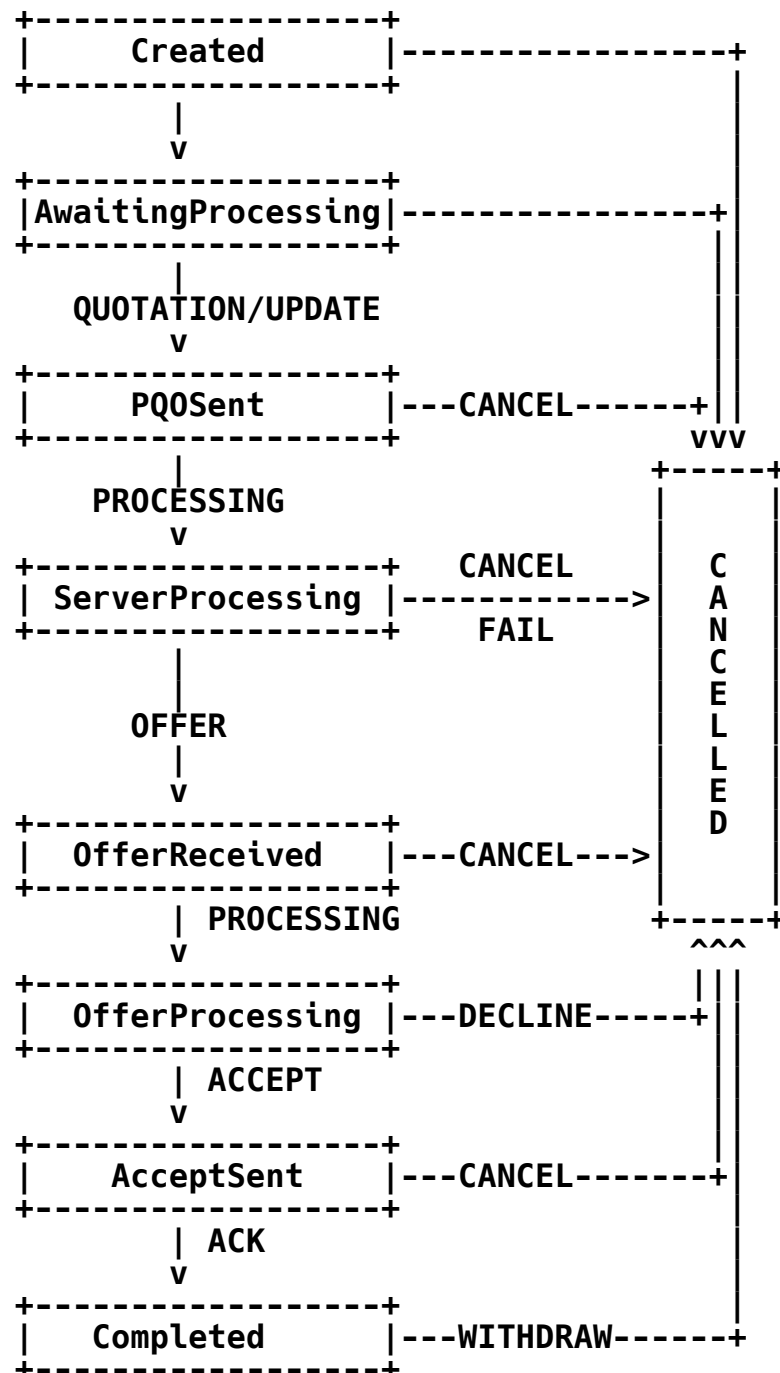 +------------------+
|     Created      |-----------------+
+------------------+                 |
        |                            |
        v                            |
+------------------+                 |
|AwaitingProcessing|----------------+|
+------------------+                ||
        |                           ||
   QUOTATION/UPDATE                 ||
        v                           ||
+------------------+                ||
|     PQOSent      |---CANCEL------+||
+------------------+               vvv
        |                        +-----+
    PROCESSING                   |     |
        v                        |     |
+------------------+   CANCEL    |  C  |
| ServerProcessing |------------>|  A  |
+------------------+    FAIL     |  N  |
        |                        |  C  |
        |                        |  E  |
      OFFER                      |  L  |
        |                        |  L  |
        v                        |  E  |
+------------------+             |  D  |
|  OfferReceived   |---CANCEL--->|     |
+------------------+             |     |
        | PROCESSING             +-----+
        v                          ^^^
+------------------+               |||
|  OfferProcessing |---DECLINE-----+||
+------------------+                ||
        | ACCEPT                    ||
        v                           ||
+------------------+                ||
|    AcceptSent    |---CANCEL-------+|
+------------------+                 |
        | ACK                        |
        v                            |
+------------------+                 |
|   Completed      |---WITHDRAW------+
+------------------+